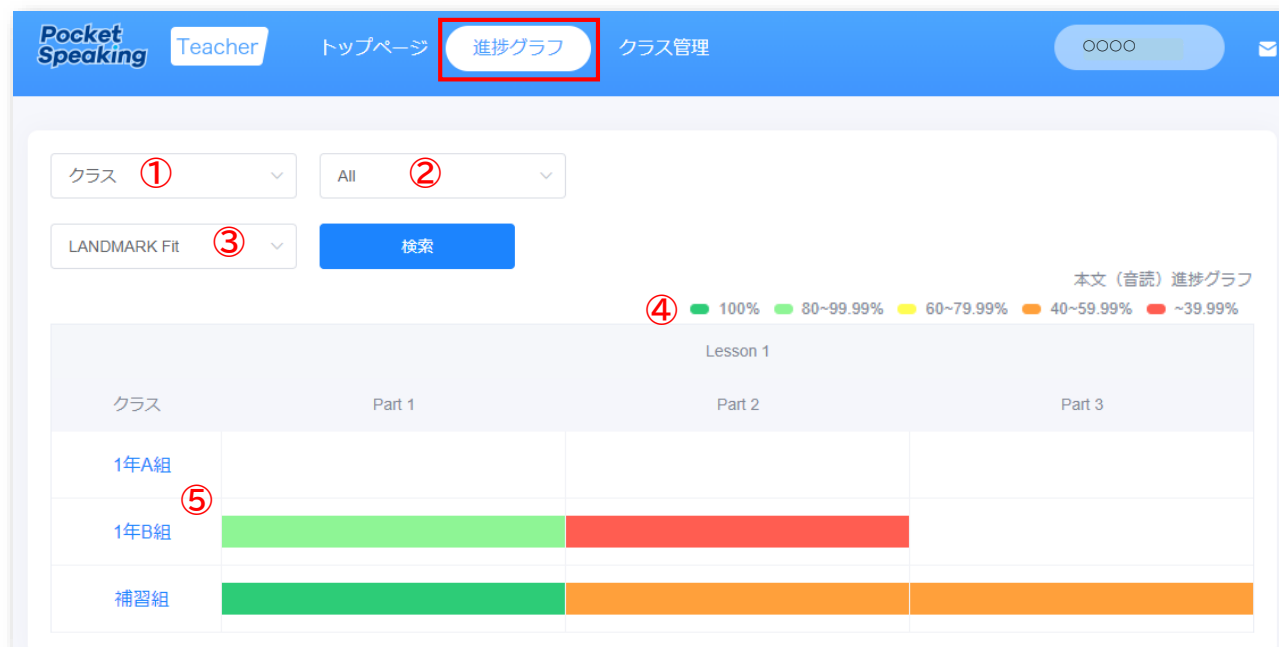 Pocket Speaking Teacher トップページ 進捗グラフ クラス管理 ○○○○
クラス ① All ②
LANDMARK Fit ③ 検索
本文（音読）進捗グラフ
④ 100% 80~99.99% 60~79.99% 40~59.99% ~39.99%
Lesson 1
クラス Part 1 Part 2 Part 3
1年A組
⑤
1年B組
補習組